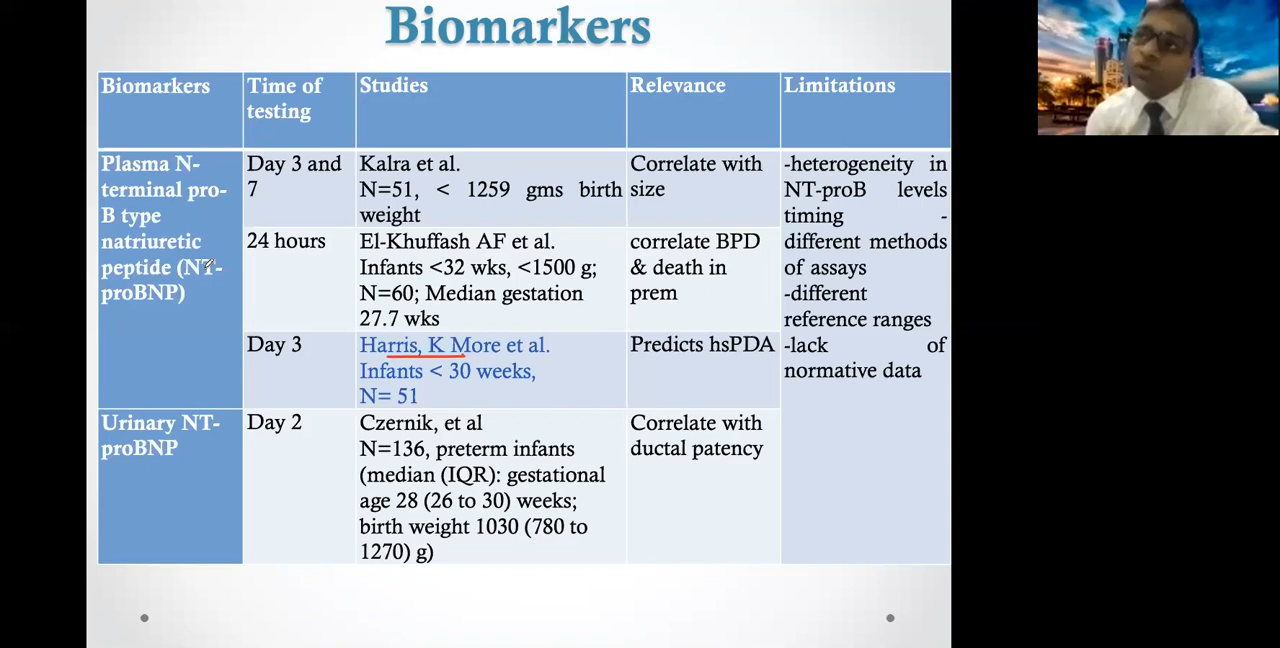 Biomarkers
Biomarkers
Time of
testing
Studies
Relevance
Limitations
Plasma N-
terminal pro-
B type
natriuretic
peptide (NT-
proBNP)
Day 3 and
7
Kalra et al.
N=51, < 1259 gms birth
weight
Correlate with
size
-heterogeneity in
NT-proB levels
timing -
different methods
of assays
-different
reference ranges
-lack of
normative data
24 hours
El-Khuffash AF et al.
Infants <32 wks, <1500 g;
N=60; Median gestation
27.7 wks
correlate BPD
& death in
prem
Day 3
Harris, K More et al.
Infants < 30 weeks,
N= 51
Predicts hsPDA
Urinary NT-
proBNP
Day 2
Czernik, et al
N=136, preterm infants
(median (IQR): gestational
age 28 (26 to 30) weeks;
birth weight 1030 (780 to
1270) g)
Correlate with
ductal patency